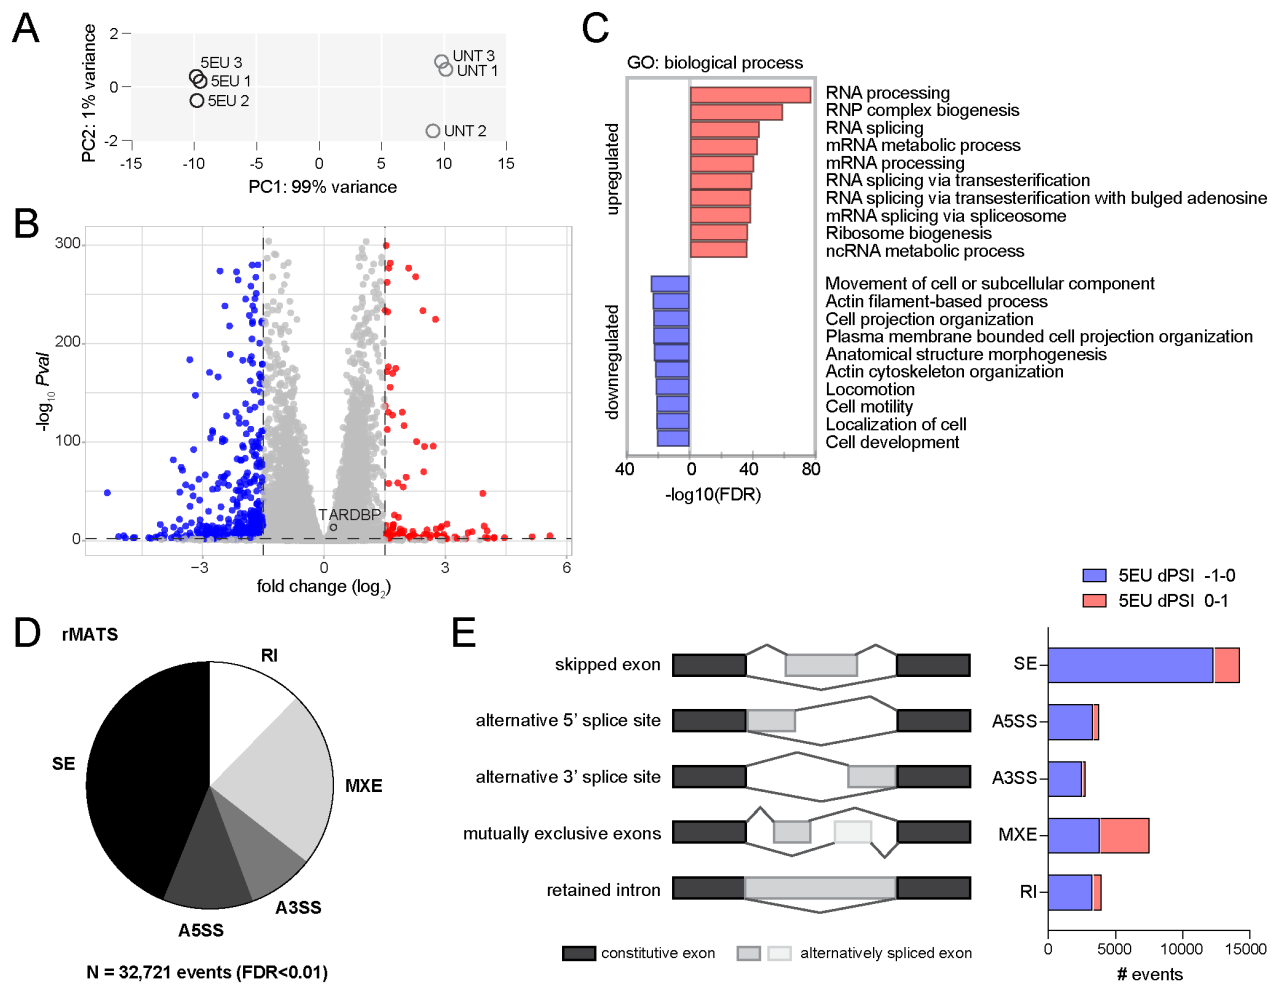 A
PC2: 1% variance
2
0
-2
5EU 3
5EU 1
5EU 2
UNT 3
UNT 1
UNT 2
-15
-10
-5
0
5
10
15
PC1: 99% variance
B
-log10 Pval
300
200
100
0
TARDBP
−3
0
3
6
fold change (log2)
C
GO: biological process
upregulated
RNA processing
RNP complex biogenesis
RNA splicing
mRNA metabolic process
mRNA processing
RNA splicing via transesterification
RNA splicing via transesterification with bulged adenosine
mRNA splicing via spliceosome
Ribosome biogenesis
ncRNA metabolic process
downregulated
Movement of cell or subcellular component
Actin filament-based process
Cell projection organization
Plasma membrane bounded cell projection organization
Anatomical structure morphogenesis
Actin cytoskeleton organization
Locomotion
Cell motility
Localization of cell
Cell development
40
0
40
80
-log10(FDR)
D
rMATS
RI
MXE
A3SS
A5SS
SE
N = 32,721 events (FDR<0.01)
E
skipped exon
alternative 5' splice site
alternative 3' splice site
mutually exclusive exons
retained intron
constitutive exon
alternatively spliced exon
5EU dPSI -1-0
5EU dPSI 0-1
SE
A5SS
A3SS
MXE
RI
0
5000
10000
15000
# events